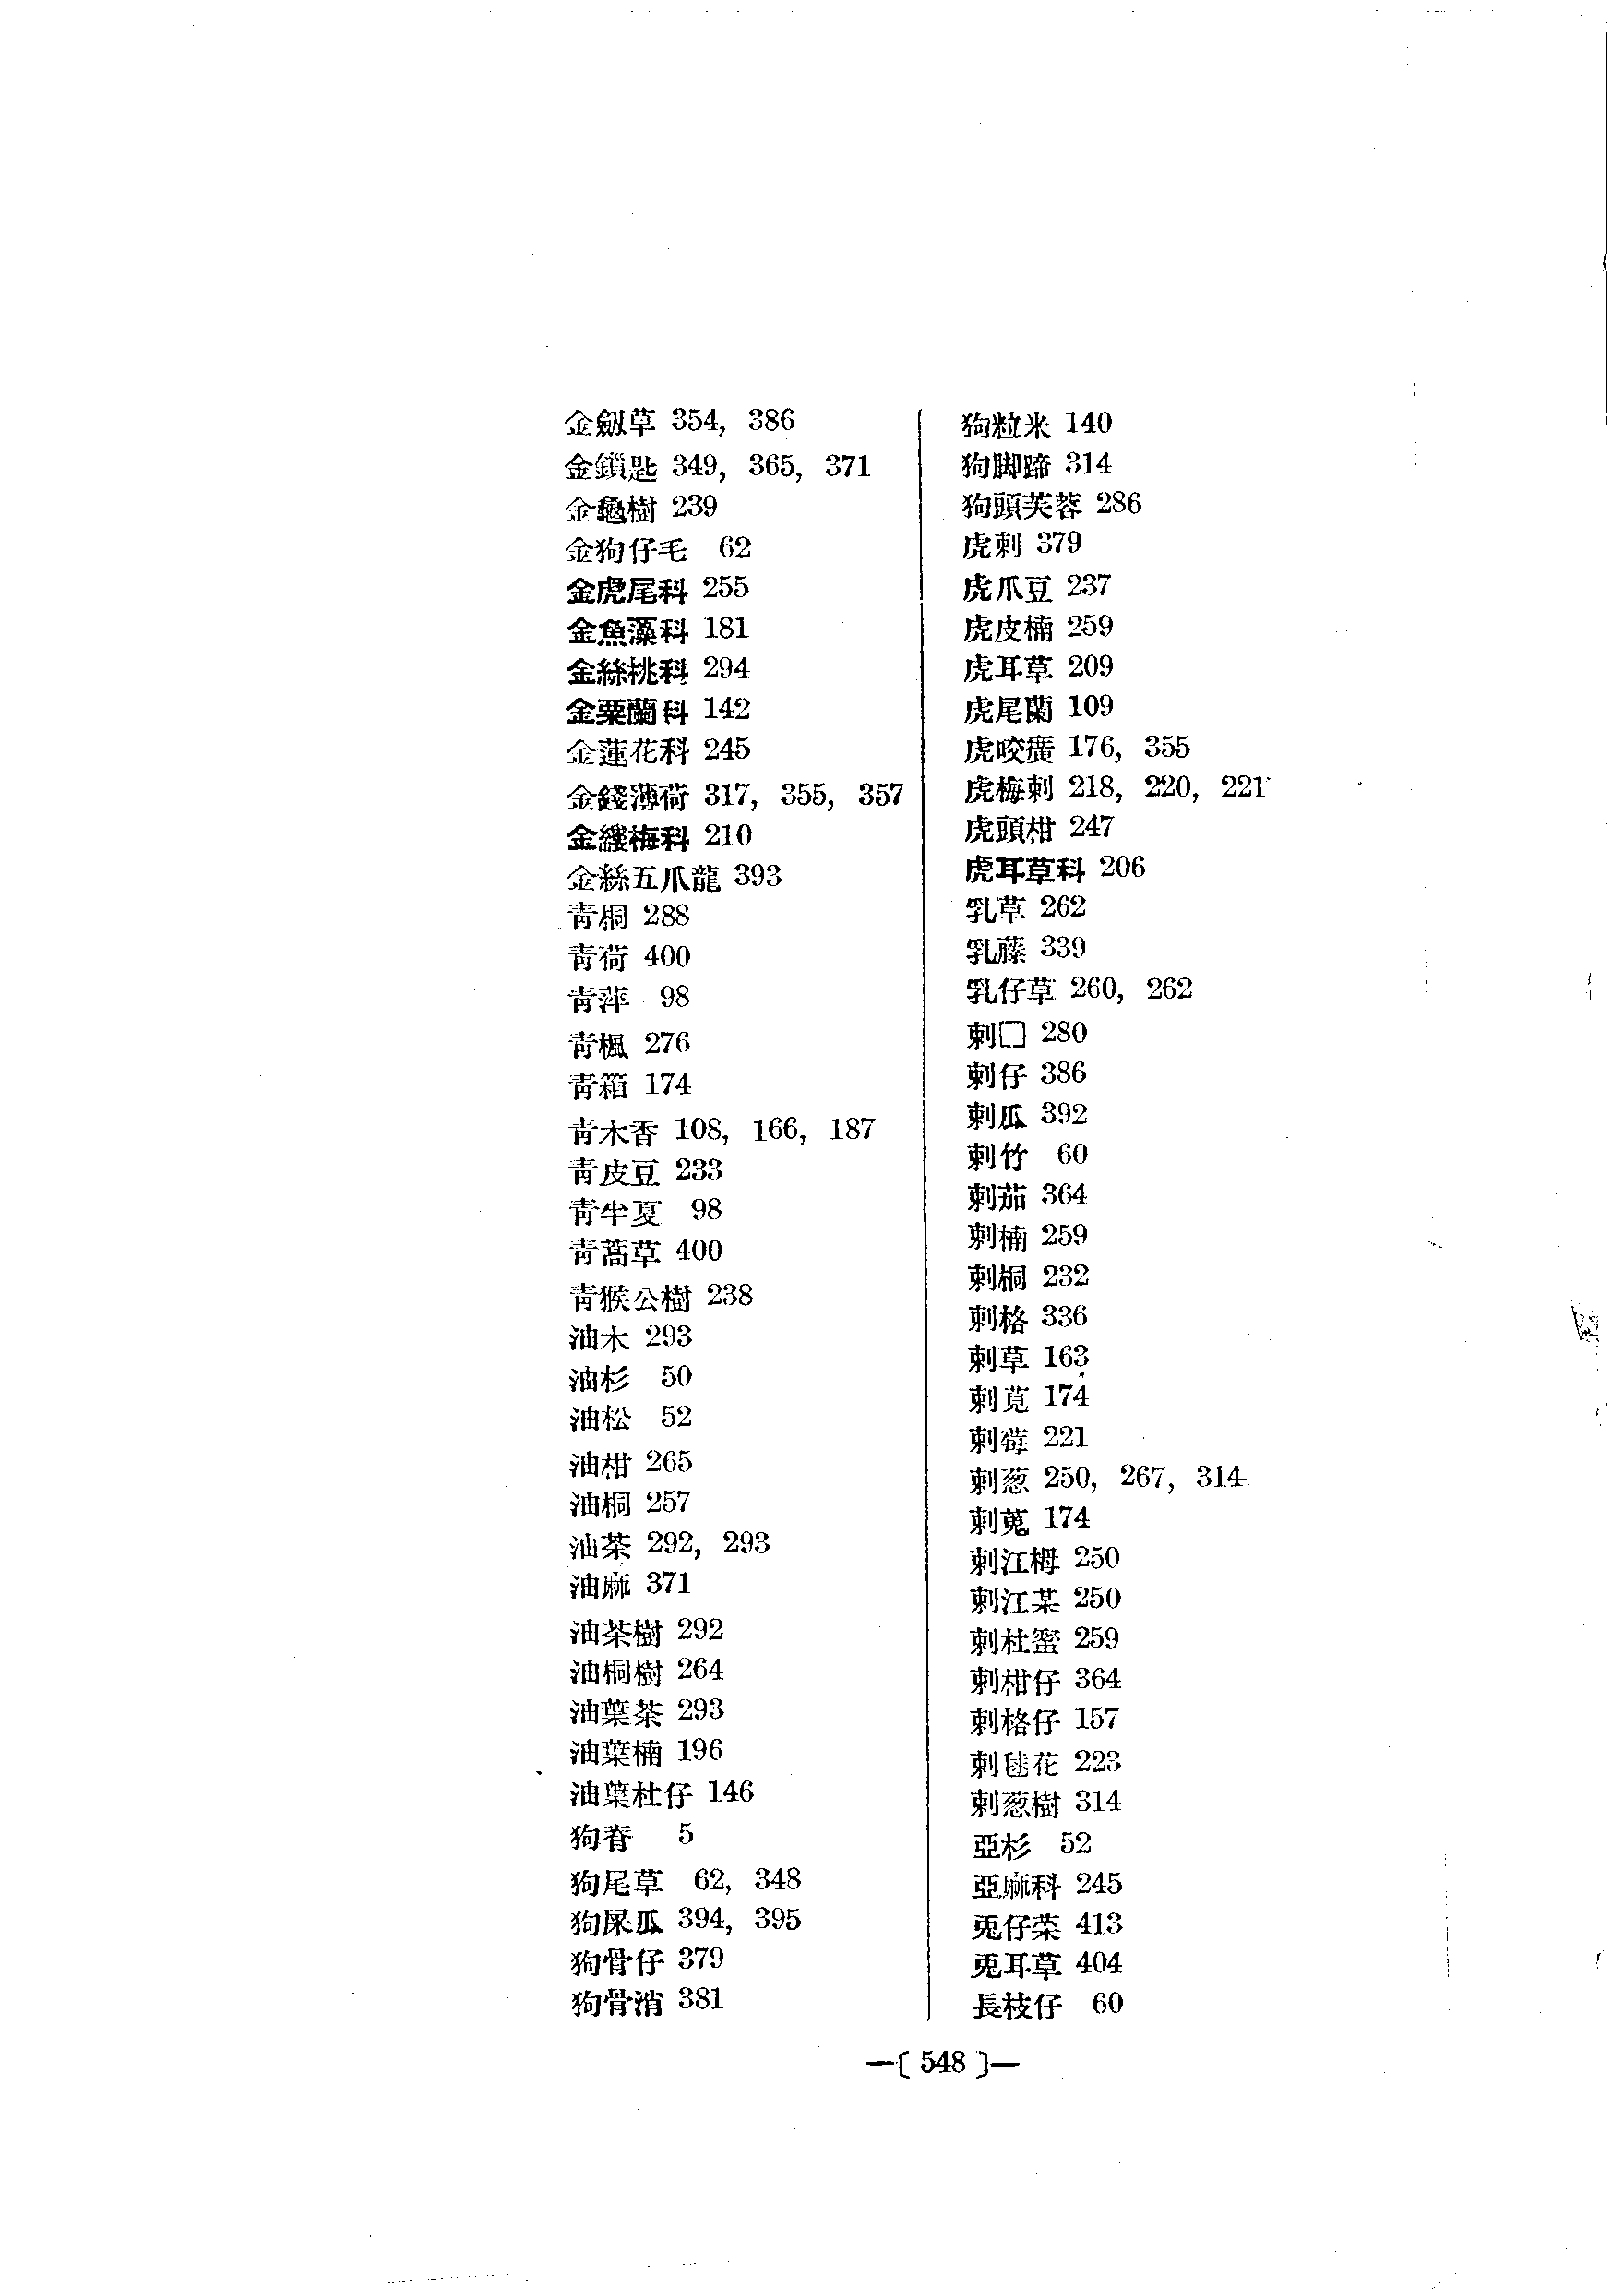 金劔草 354, 386
金鎖匙 349, 365, 371
金龜樹 239
金狗仔毛 62
金虎尾科 255
金魚藻科 181
金絲桃科 294
金粟蘭科 142
金蓮花科 245
金錢薄荷 317, 355, 357
金縷梅科 210
金絲五爪龍 393
青桐 288
青荷 400
青萍 98
青楓 276
青箱 174
青木香 108, 166, 187
青皮豆 233
青半夏 98
青蒿草 400
青猴公樹 238
油木 293
油杉 50
油松 52
油柑 265
油桐 257
油茶 292, 293
油麻 371
油茶樹 292
油桐樹 264
油葉茶 293
油葉楠 196
油葉杜仔 146
狗脊 5
狗尾草 62, 348
狗屎瓜 394, 395
狗骨仔 379
狗骨消 381
狗粒米 140
狗脚蹄 314
狗頭芙蓉 286
虎刺 379
虎爪豆 237
虎皮楠 259
虎耳草 209
虎尾蘭 109
虎咬癀 176, 355
虎梅刺 218, 220, 221
虎頭柑 247
虎耳草科 206
乳草 262
乳藤 339
乳仔草 260, 262
刺囗 280
刺仔 386
刺瓜 392
刺竹 60
刺茄 364
刺楠 259
刺桐 232
刺格 336
刺草 163
刺莧 174
刺莓 221
刺葱 250, 267, 314
刺蒐 174
刺江栂 250
刺江某 250
刺杜蜜 259
刺柑仔 364
刺格仔 157
刺毬花 223
刺葱樹 314
亞杉 52
亞麻科 245
兎仔菜 413
兎耳草 404
長枝仔 60
—〔 548 〕—